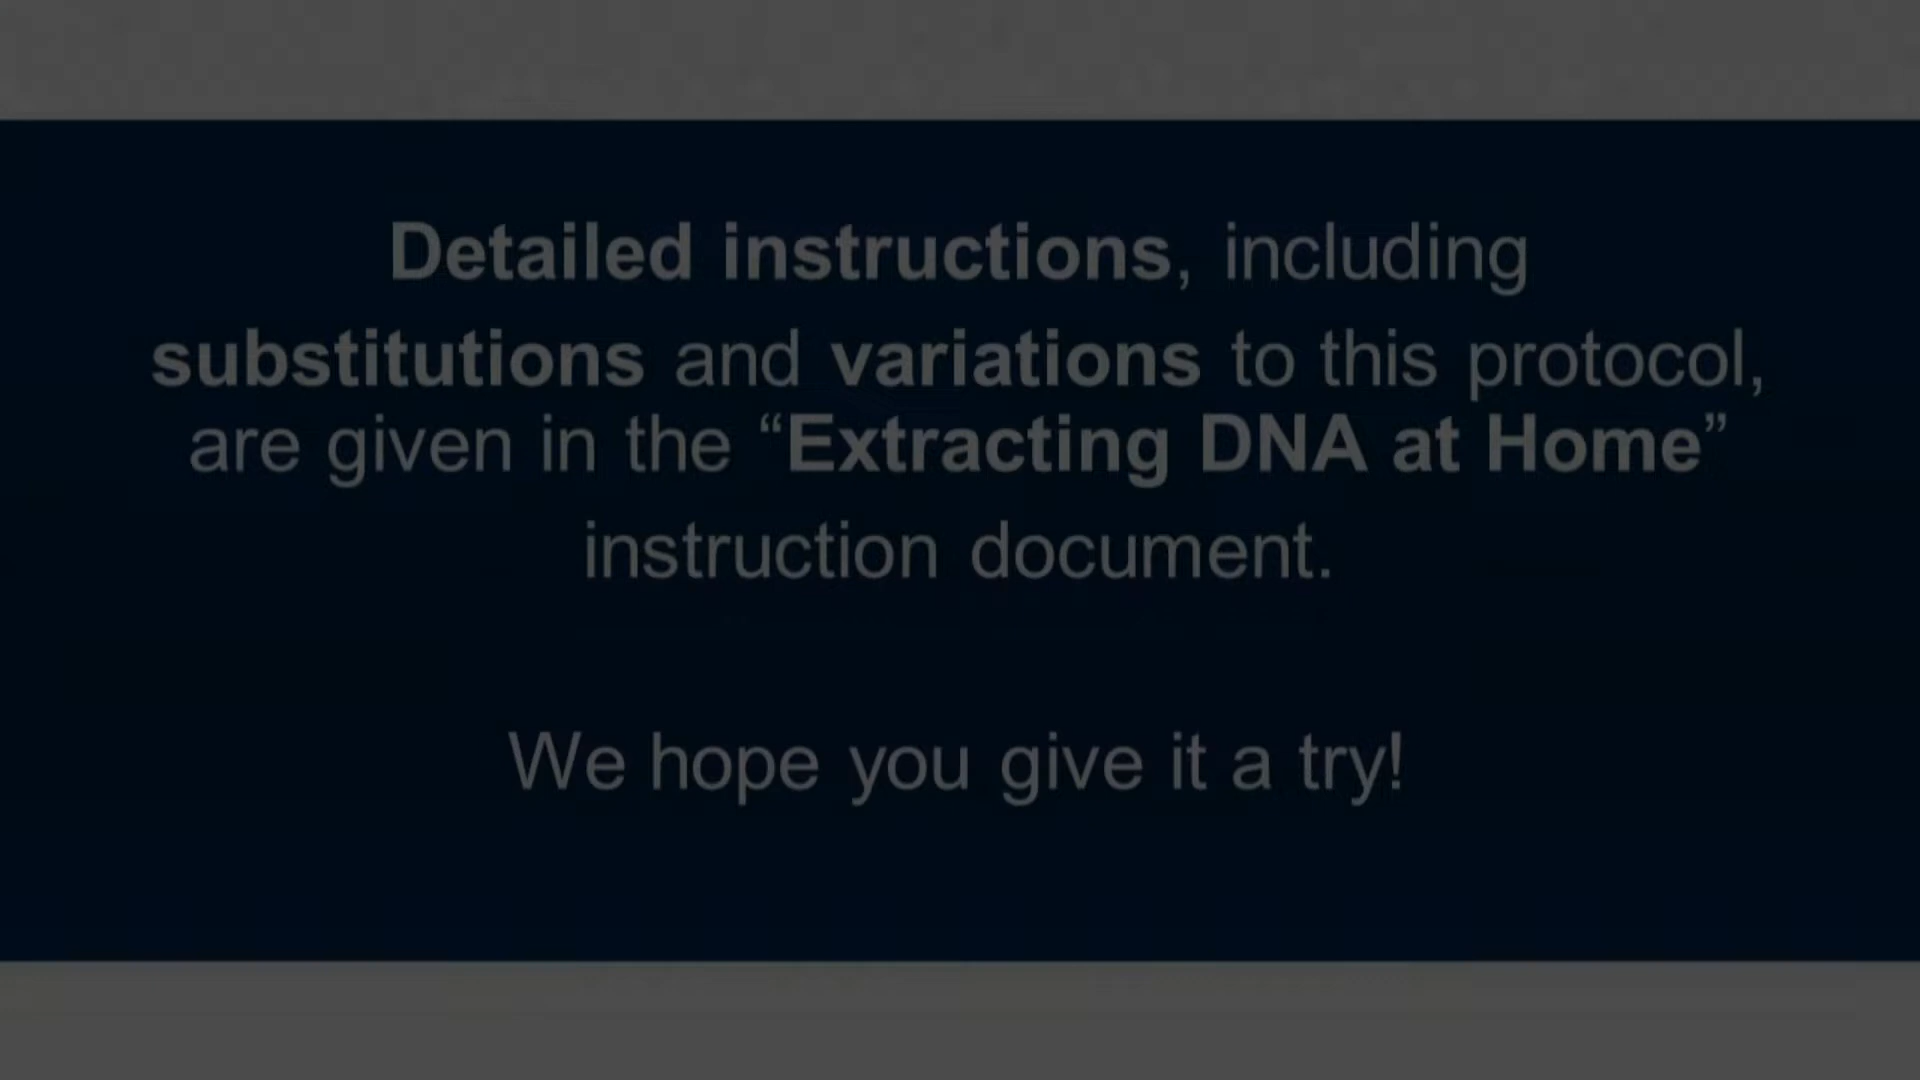 Detailed instructions, including
substitutions and variations to this protocol,
are given in the “Extracting DNA at Home”
instruction document.
We hope you give it a try!